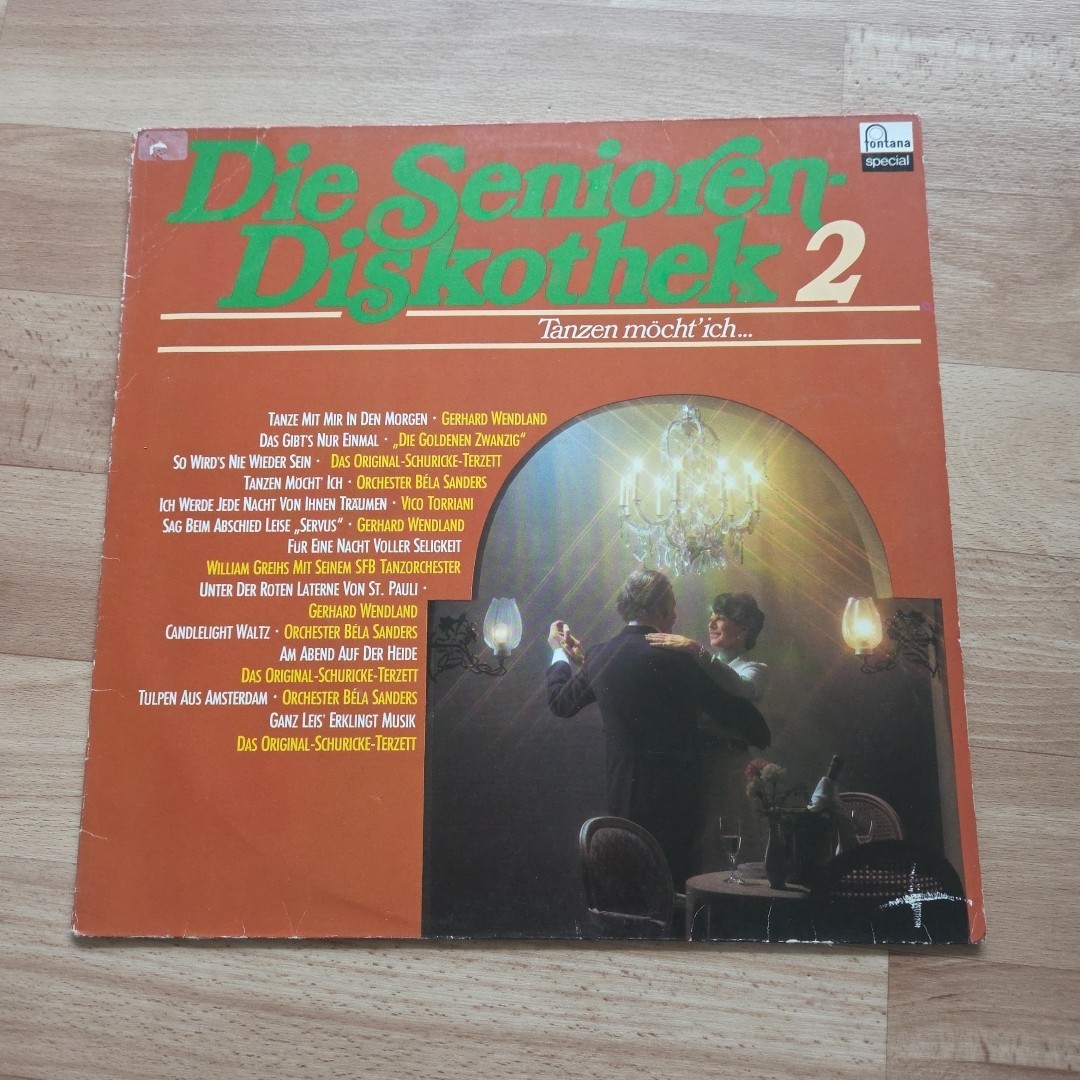 Die Senioren-
Diskothek 2
fontana
special
Tanzen möcht' ich...
Tanze Mit Mir In Den Morgen · Gerhard Wendland
Das Gibt's Nur Einmal · „Die Goldenen Zwanzig“
So Wird's Nie Wieder Sein · Das Original-Schuricke-Terzett
Tanzen Möcht' Ich · Orchester Béla Sanders
Ich Werde Jede Nacht Von Ihnen Träumen · Vico Torriani
Sag Beim Abschied Leise „Servus“ · Gerhard Wendland
Für Eine Nacht Voller Seligkeit
William Greihs Mit Seinem SFB Tanzorchester
Unter Der Roten Laterne Von St. Pauli ·
Gerhard Wendland
Candlelight Waltz · Orchester Béla Sanders
Am Abend Auf Der Heide
Das Original-Schuricke-Terzett
Tulpen Aus Amsterdam · Orchester Béla Sanders
Ganz Leis' Erklingt Musik
Das Original-Schuricke-Terzett